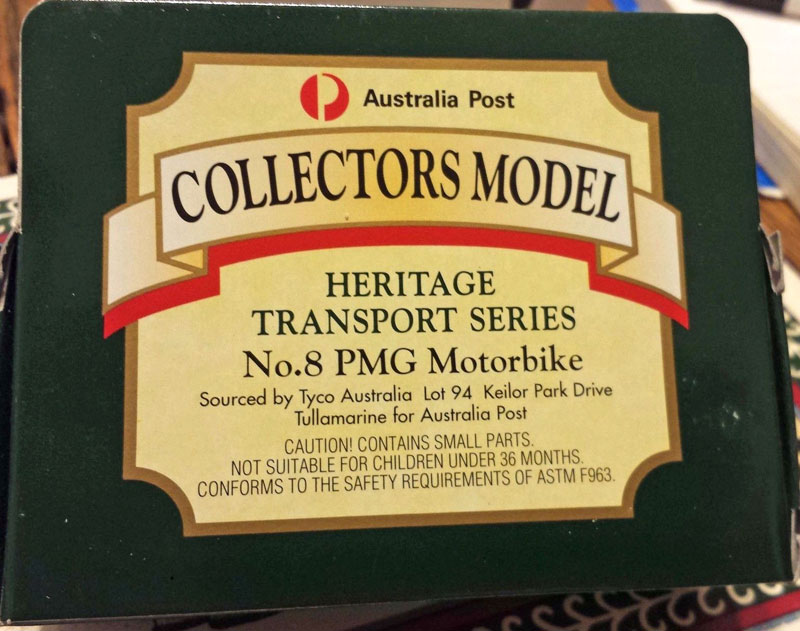 Australia Post
COLLECTORS MODEL
HERITAGE
TRANSPORT SERIES
No.8 PMG Motorbike
Sourced by Tyco Australia Lot 94 Keilor Park Drive
Tullamarine for Australia Post
CAUTION! CONTAINS SMALL PARTS.
NOT SUITABLE FOR CHILDREN UNDER 36 MONTHS.
CONFORMS TO THE SAFETY REQUIREMENTS OF ASTM F963.